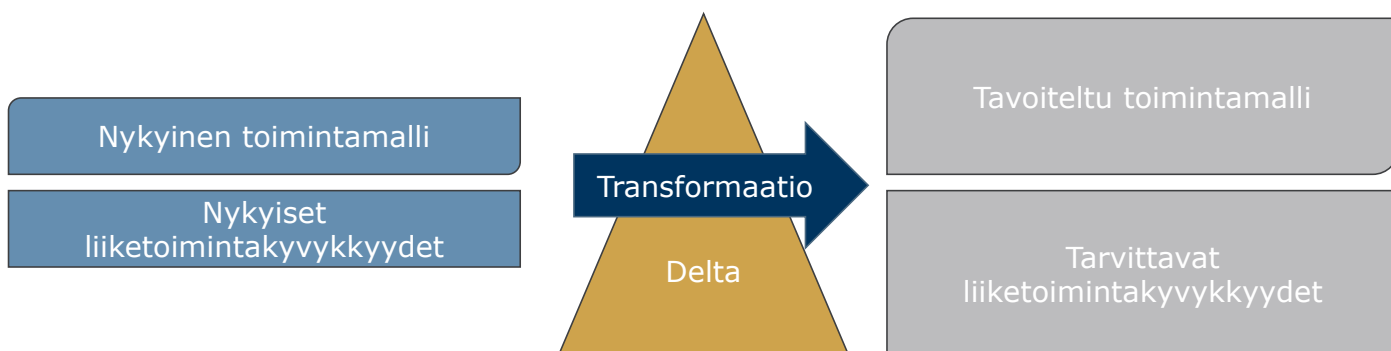 Nykyinen toimintamalli
Nykyiset
liiketoimintakyvykkyydet
Transformaatio
Delta
Tavoiteltu toimintamalli
Tarvittavat
liiketoimintakyvykkyydet